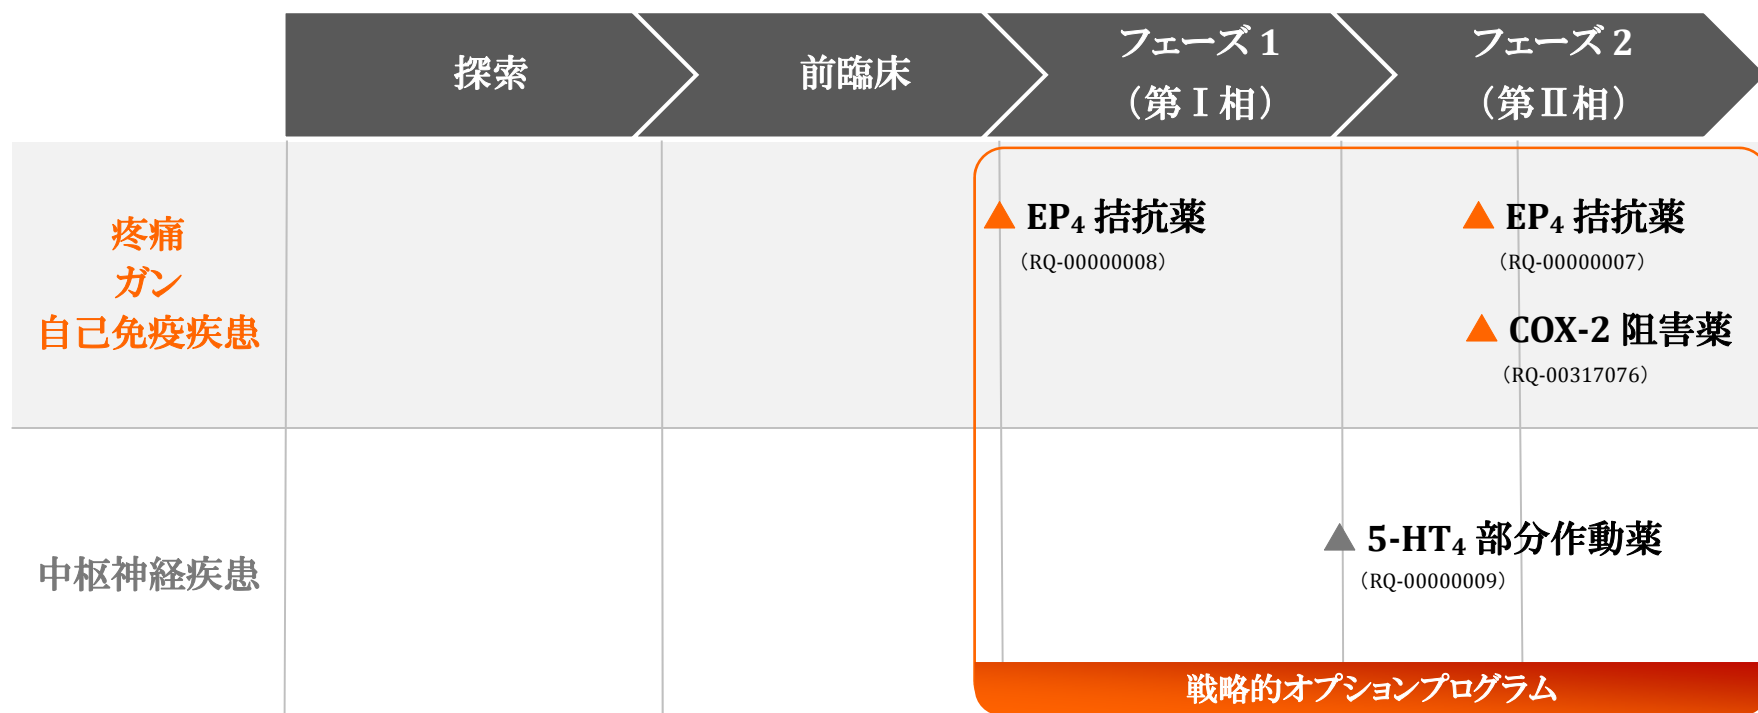 探索
前臨床
フェーズ 1
（第Ⅰ相）
フェーズ 2
（第Ⅱ相）
疼痛
ガン
自己免疫疾患
EP₄ 拮抗薬
（RQ-00000008）
EP₄ 拮抗薬
（RQ-00000007）
COX-2 阻害薬
（RQ-00317076）
中枢神経疾患
5-HT₄ 部分作動薬
（RQ-00000009）
戦略的オプションプログラム